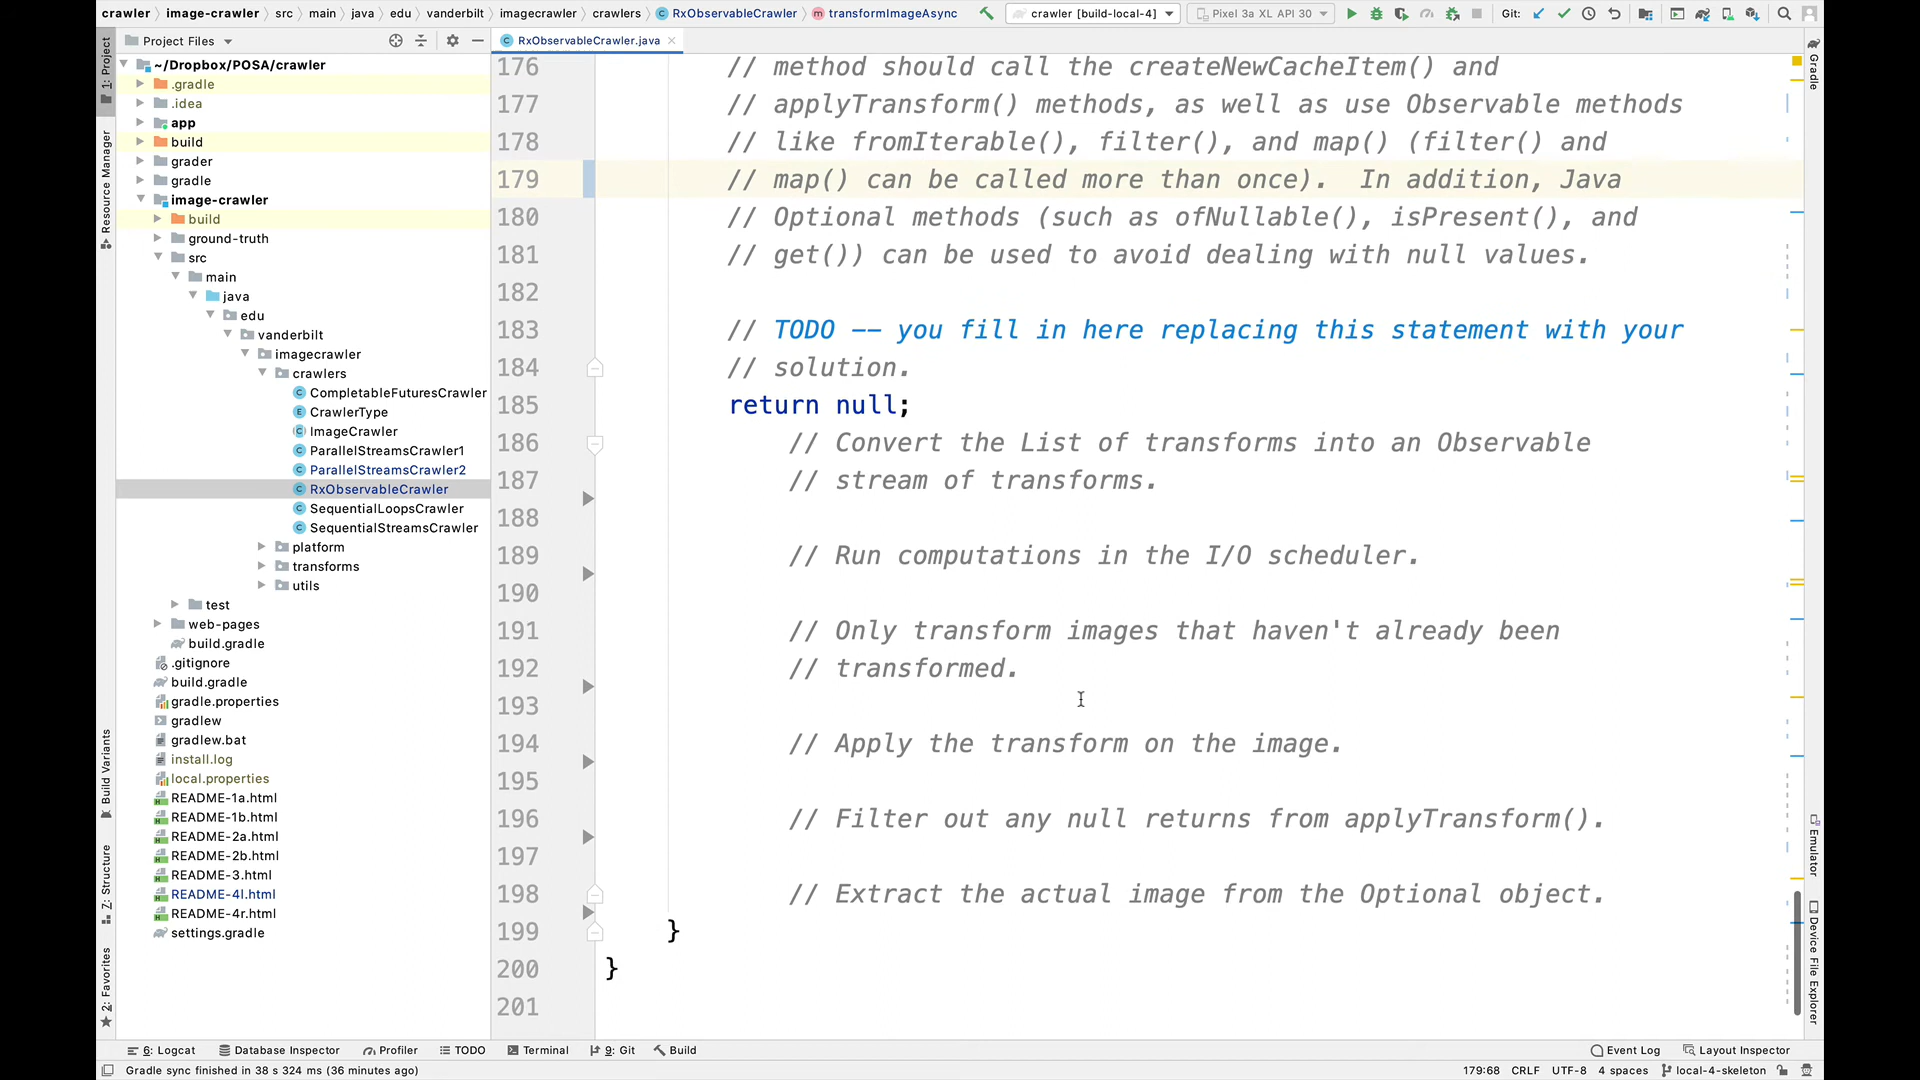 crawler image-crawler src main java edu vanderbilt imagecrawler crawlers RxObservableCrawler transformImageAsync crawler [build-local-4] Pixel 3a XL API 30 Git:
Project Files
RxObservableCrawler.java
1: Project
Resource Manager
Build Variants
Z: Structure
2: Favorites
~/Dropbox/POSA/crawler
.gradle
.idea
app
build
grader
gradle
image-crawler
build
ground-truth
src
main
java
edu
vanderbilt
imagecrawler
crawlers
CompletableFuturesCrawler
CrawlerType
ImageCrawler
ParallelStreamsCrawler1
ParallelStreamsCrawler2
RxObservableCrawler
SequentialLoopsCrawler
SequentialStreamsCrawler
platform
transforms
utils
test
web-pages
build.gradle
.gitignore
build.gradle
gradle.properties
gradlew
gradlew.bat
install.log
local.properties
README-1a.html
README-1b.html
README-2a.html
README-2b.html
README-3.html
README-4l.html
README-4r.html
settings.gradle
176 // method should call the createNewCacheItem() and
177 // applyTransform() methods, as well as use Observable methods
178 // like fromIterable(), filter(), and map() (filter() and
179 // map() can be called more than once).  In addition, Java
180 // Optional methods (such as ofNullable(), isPresent(), and
181 // get()) can be used to avoid dealing with null values.
182
183 // TODO -- you fill in here replacing this statement with your
184 // solution.
185 return null;
186 // Convert the List of transforms into an Observable
187 // stream of transforms.
188
189 // Run computations in the I/O scheduler.
190
191 // Only transform images that haven't already been
192 // transformed.
193
194 // Apply the transform on the image.
195
196 // Filter out any null returns from applyTransform().
197
198 // Extract the actual image from the Optional object.
199 }
200 }
201
Gradle
Emulator
Device File Explorer
6: Logcat Database Inspector Profiler TODO Terminal 9: Git Build Event Log Layout Inspector
Gradle sync finished in 38 s 324 ms (36 minutes ago) 179:68 CRLF UTF-8 4 spaces local-4-skeleton